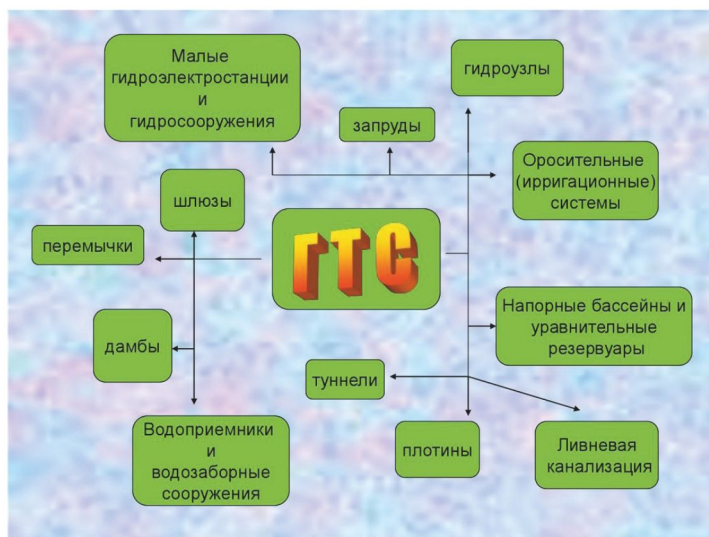 Малые
гидроэлектростанции
и
гидросооружения
гидроузлы
запруды
Оросительные
(ирригационные)
системы
шлюзы
перемычки
ГТС
Напорные бассейны и
уравнительные
резервуары
дамбы
туннели
Водоприемники
и
водозаборные
сооружения
плотины
Ливневая
канализация